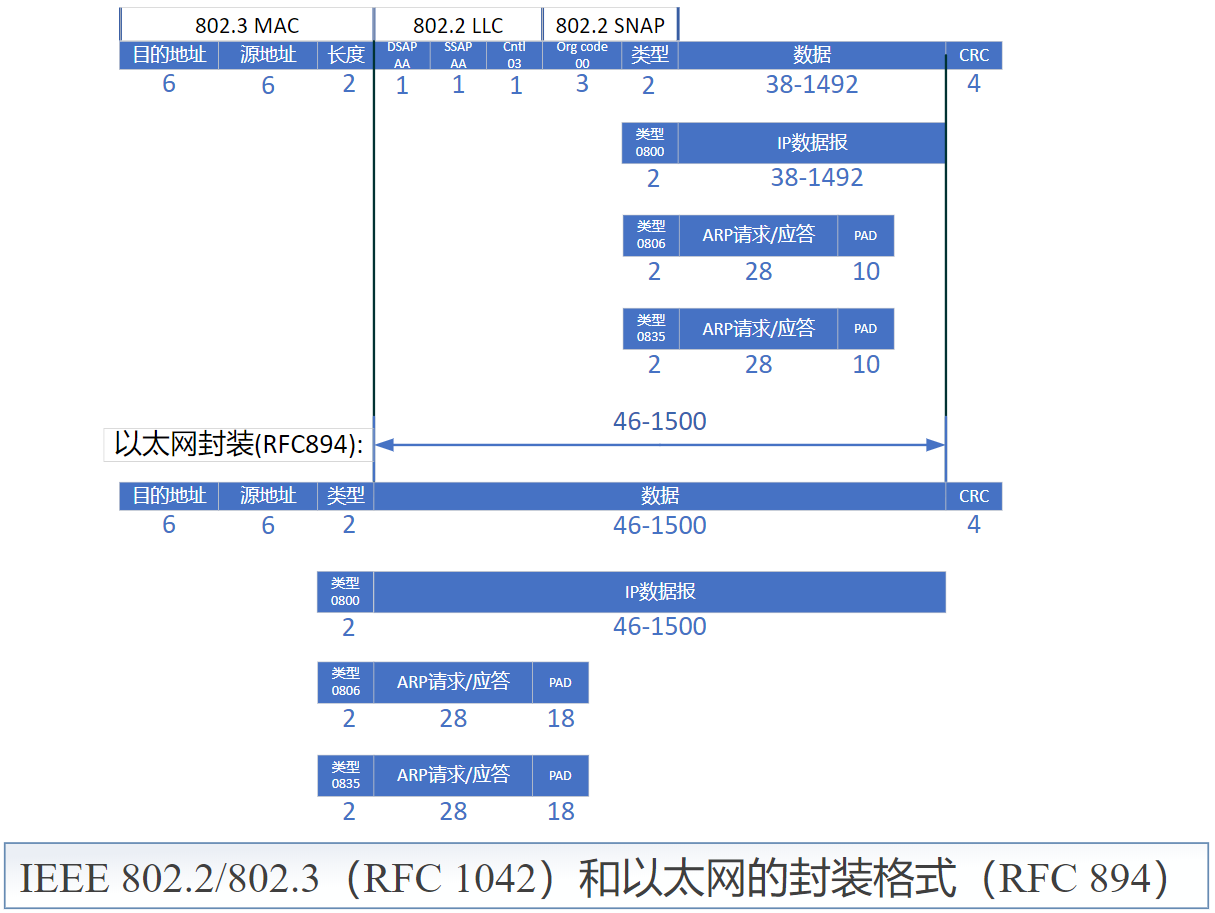 802.3 MAC 802.2 LLC 802.2 SNAP
目的地址 源地址 长度 DSAP AA SSAP AA Cntl 03 Org code 00 类型 数据 CRC
6 6 2 1 1 1 3 2 38-1492 4
类型 0800 IP数据报
2 38-1492
类型 0806 ARP请求/应答 PAD
2 28 10
类型 0835 ARP请求/应答 PAD
2 28 10
46-1500
以太网封装(RFC894):
目的地址 源地址 类型 数据 CRC
6 6 2 46-1500 4
类型 0800 IP数据报
2 46-1500
类型 0806 ARP请求/应答 PAD
2 28 18
类型 0835 ARP请求/应答 PAD
2 28 18
IEEE 802.2/802.3（RFC 1042）和以太网的封装格式（RFC 894）